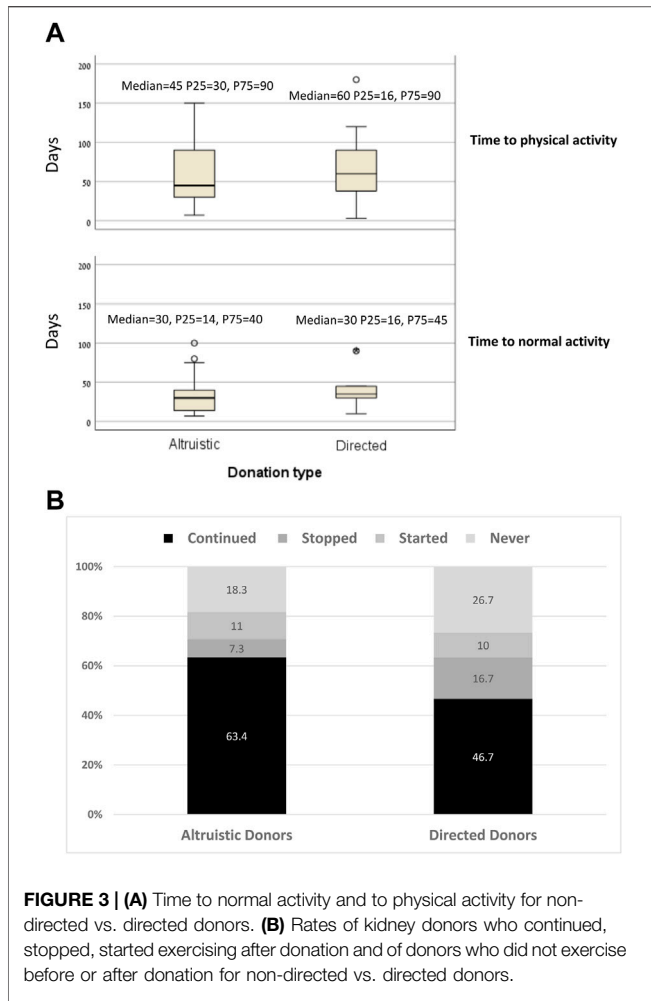 A
200
Median=45 P25=30, P75=90
Median=60 P25=16, P75=90
150
Time to physical activity
Days
100
50
0
200
150
Median=30, P25=14, P75=40
Median=30 P25=16, P75=45
Time to normal activity
Days
100
50
0
Altruistic Directed
Donation type
B
Continued Stopped Started Never
100%
18.3
26.7
80%
11
10
7.3
60%
16.7
40%
63.4
46.7
20%
0%
Altruistic Donors Directed Donors
FIGURE 3 | (A) Time to normal activity and to physical activity for non-
directed vs. directed donors. (B) Rates of kidney donors who continued,
stopped, started exercising after donation and of donors who did not exercise
before or after donation for non-directed vs. directed donors.